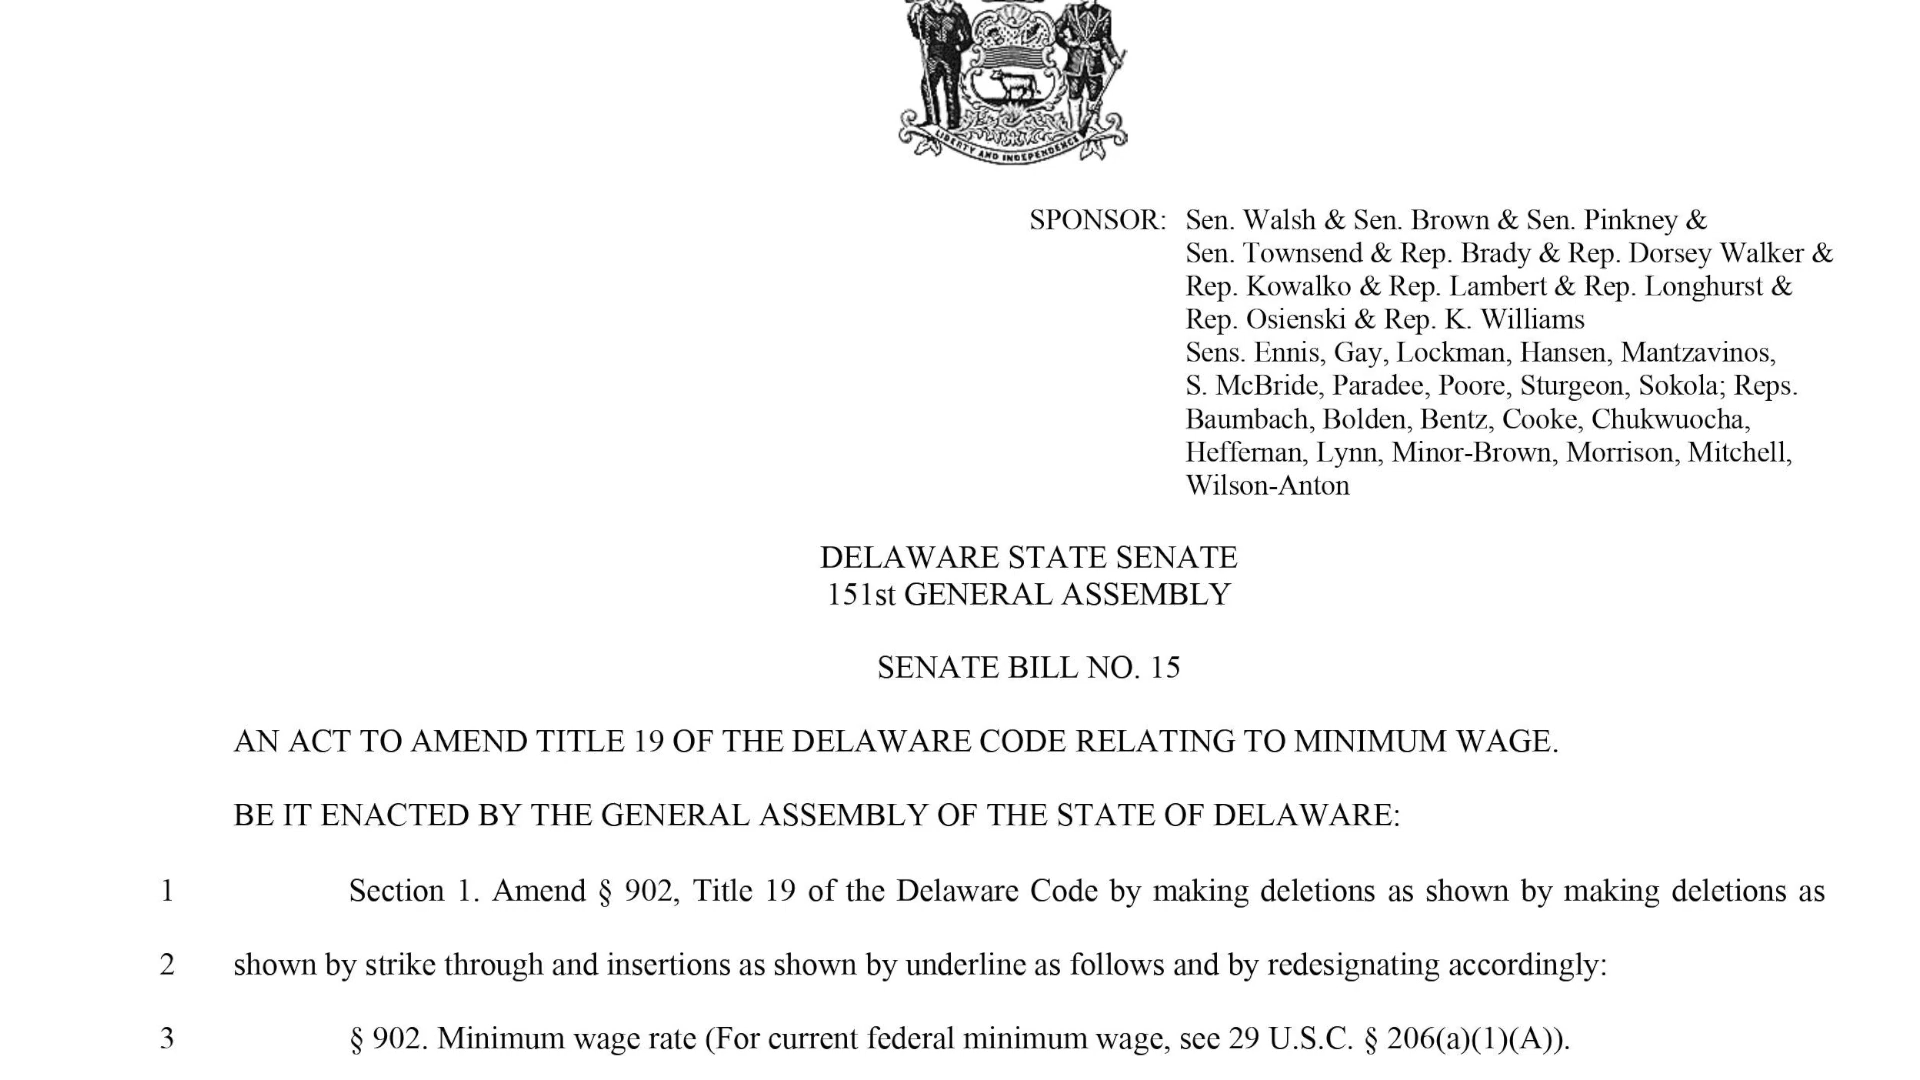 LIBERTY AND INDEPENDENCE
SPONSOR: Sen. Walsh & Sen. Brown & Sen. Pinkney &
Sen. Townsend & Rep. Brady & Rep. Dorsey Walker &
Rep. Kowalko & Rep. Lambert & Rep. Longhurst &
Rep. Osienski & Rep. K. Williams
Sens. Ennis, Gay, Lockman, Hansen, Mantzavinos,
S. McBride, Paradee, Poore, Sturgeon, Sokola; Reps.
Baumbach, Bolden, Bentz, Cooke, Chukwuocha,
Heffernan, Lynn, Minor-Brown, Morrison, Mitchell,
Wilson-Anton
DELAWARE STATE SENATE
151st GENERAL ASSEMBLY
SENATE BILL NO. 15
AN ACT TO AMEND TITLE 19 OF THE DELAWARE CODE RELATING TO MINIMUM WAGE.
BE IT ENACTED BY THE GENERAL ASSEMBLY OF THE STATE OF DELAWARE:
1 Section 1. Amend § 902, Title 19 of the Delaware Code by making deletions as shown by making deletions as
2 shown by strike through and insertions as shown by underline as follows and by redesignating accordingly:
3 § 902. Minimum wage rate (For current federal minimum wage, see 29 U.S.C. § 206(a)(1)(A)).